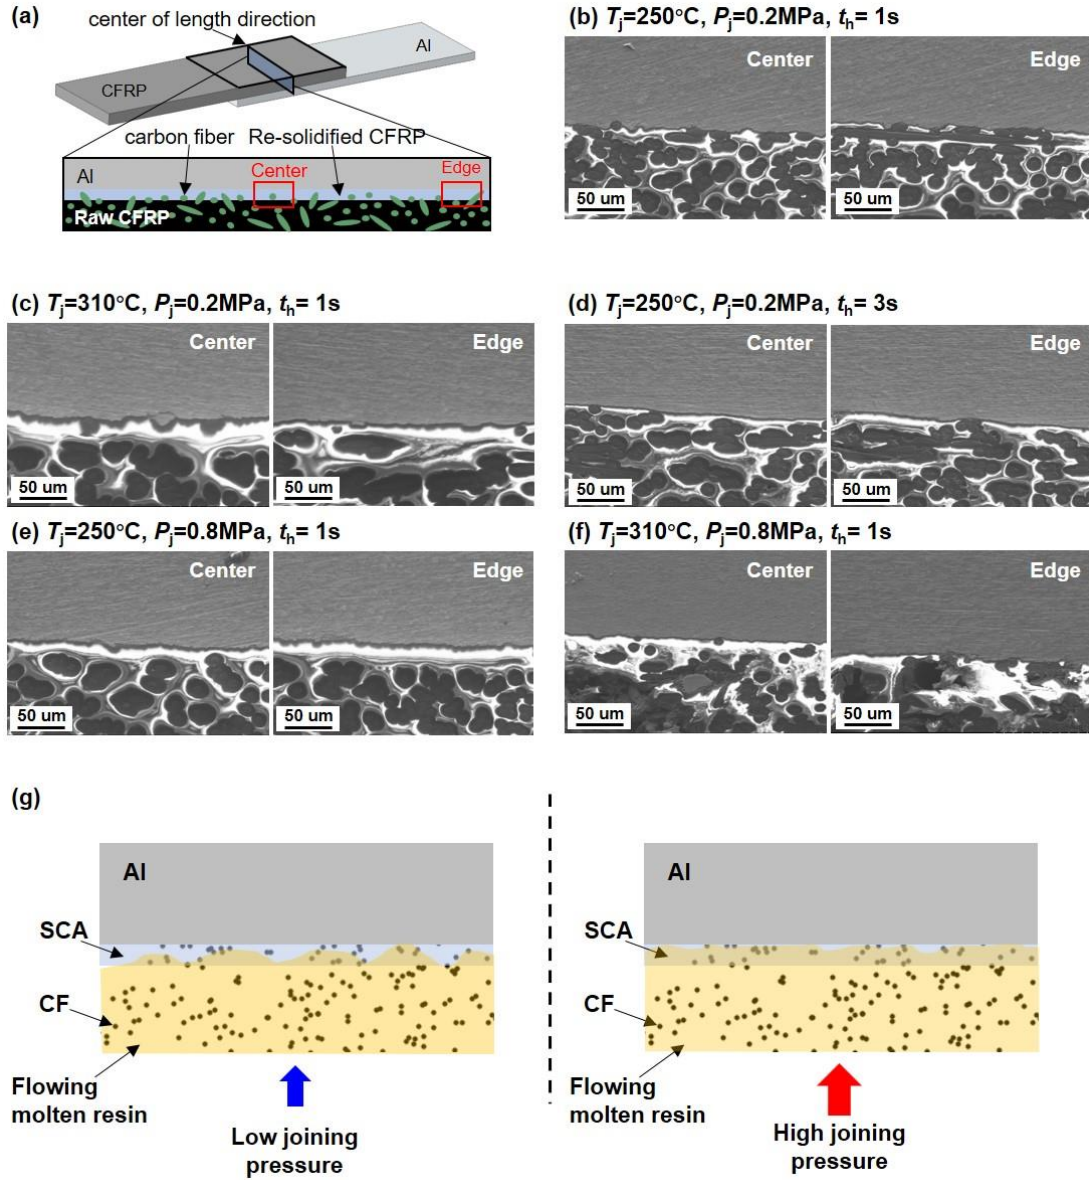 (a)
center of length direction
Al
CFRP
carbon fiber
Re-solidified CFRP
Al
Center
Edge
Raw CFRP
(b) Tj=250°C, Pj=0.2MPa, th= 1s
Center
50 um
Edge
50 um
(c) Tj=310°C, Pj=0.2MPa, th= 1s
Center
50 um
Edge
50 um
(d) Tj=250°C, Pj=0.2MPa, th= 3s
Center
50 um
Edge
50 um
(e) Tj=250°C, Pj=0.8MPa, th= 1s
Center
50 um
Edge
50 um
(f) Tj=310°C, Pj=0.8MPa, th= 1s
Center
50 um
Edge
50 um
(g)
Al
SCA
CF
Flowing
molten resin
Low joining
pressure
Al
SCA
CF
Flowing
molten resin
High joining
pressure